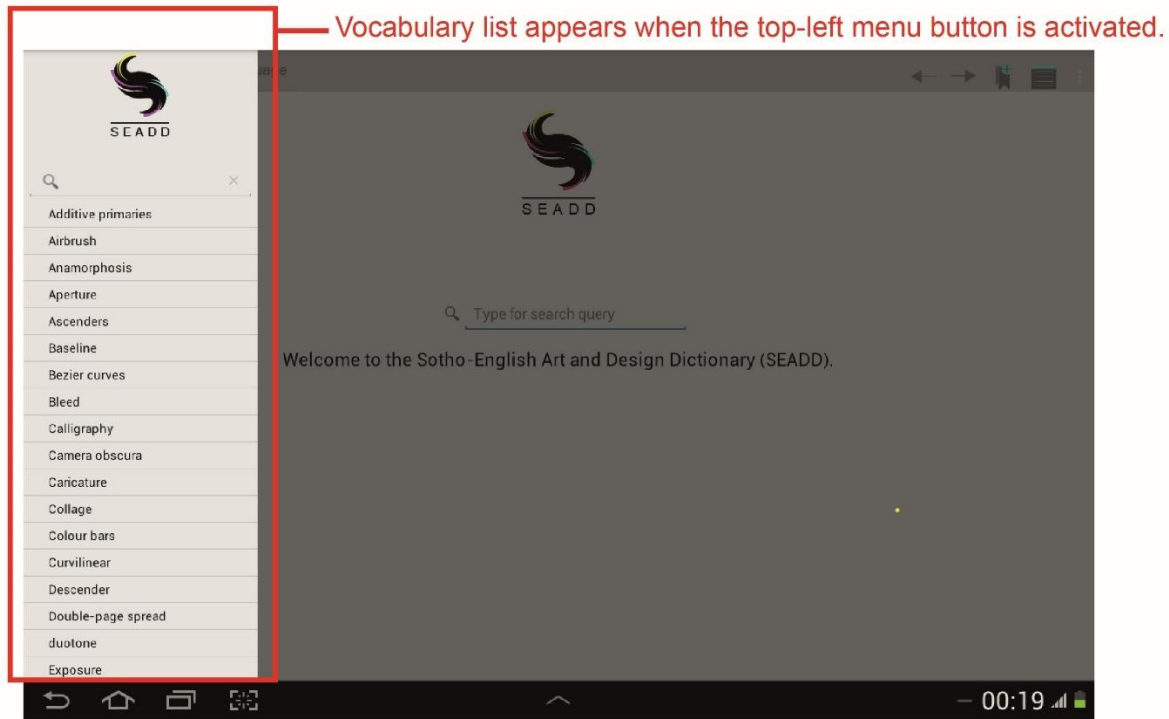 Vocabulary list appears when the top-left menu button is activated.
SEADD
Additive primaries
Airbrush
Anamorphosis
Aperture
Ascenders
Baseline
Bezier curves
Bleed
Calligraphy
Camera obscura
Caricature
Collage
Colour bars
Curvilinear
Descender
Double-page spread
duotone
Exposure
SEADD
Type for search query
Welcome to the Sotho-English Art and Design Dictionary (SEADD).
00:19